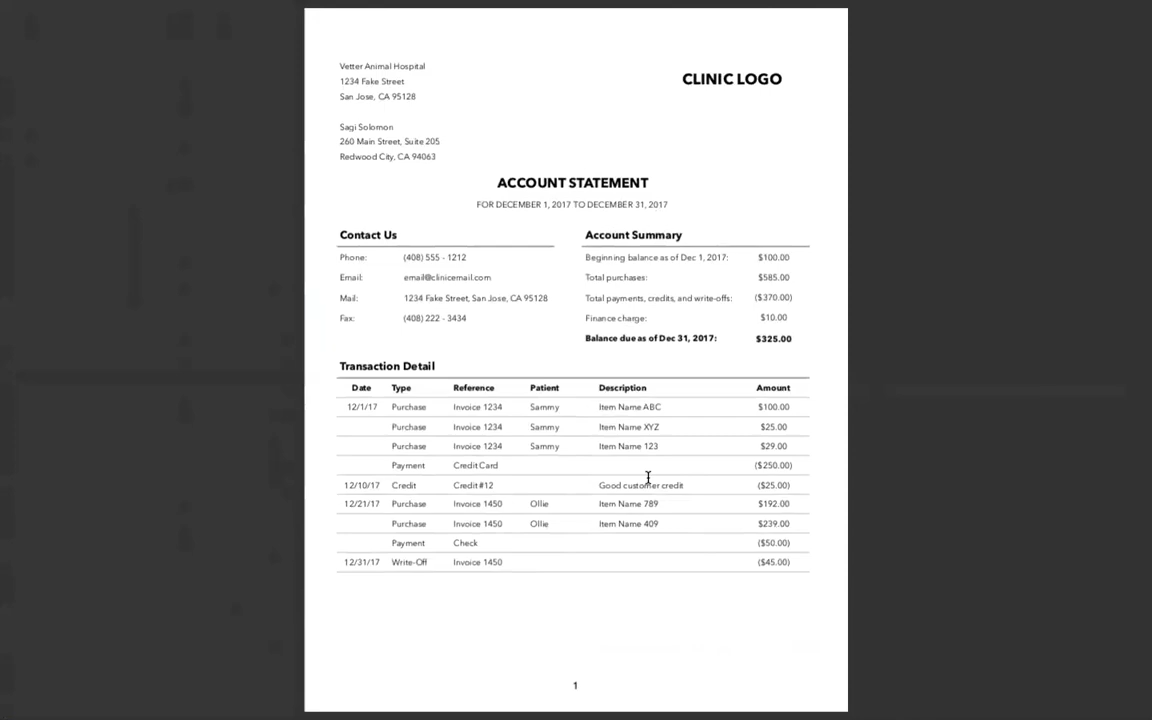 Vetter Animal Hospital
1234 Fake Street
San Jose, CA 95128
CLINIC LOGO
Sagi Solomon
260 Main Street, Suite 205
Redwood City, CA 94063
ACCOUNT STATEMENT
FOR DECEMBER 1, 2017 TO DECEMBER 31, 2017
Contact Us
Phone: (408) 555 - 1212
Email: email@clinicemail.com
Mail: 1234 Fake Street, San Jose, CA 95128
Fax: (408) 222 - 3434
Account Summary
Beginning balance as of Dec 1, 2017: $100.00
Total purchases: $585.00
Total payments, credits, and write-offs: ($370.00)
Finance charge: $10.00
Balance due as of Dec 31, 2017: $325.00
Transaction Detail
Date Type Reference Patient Description Amount
12/1/17 Purchase Invoice 1234 Sammy Item Name ABC $100.00
Purchase Invoice 1234 Sammy Item Name XYZ $25.00
Purchase Invoice 1234 Sammy Item Name 123 $29.00
Payment Credit Card ($250.00)
12/10/17 Credit Credit #12 Good customer credit ($25.00)
12/21/17 Purchase Invoice 1450 Ollie Item Name 789 $192.00
Purchase Invoice 1450 Ollie Item Name 409 $239.00
Payment Check ($50.00)
12/31/17 Write-Off Invoice 1450 ($45.00)
1